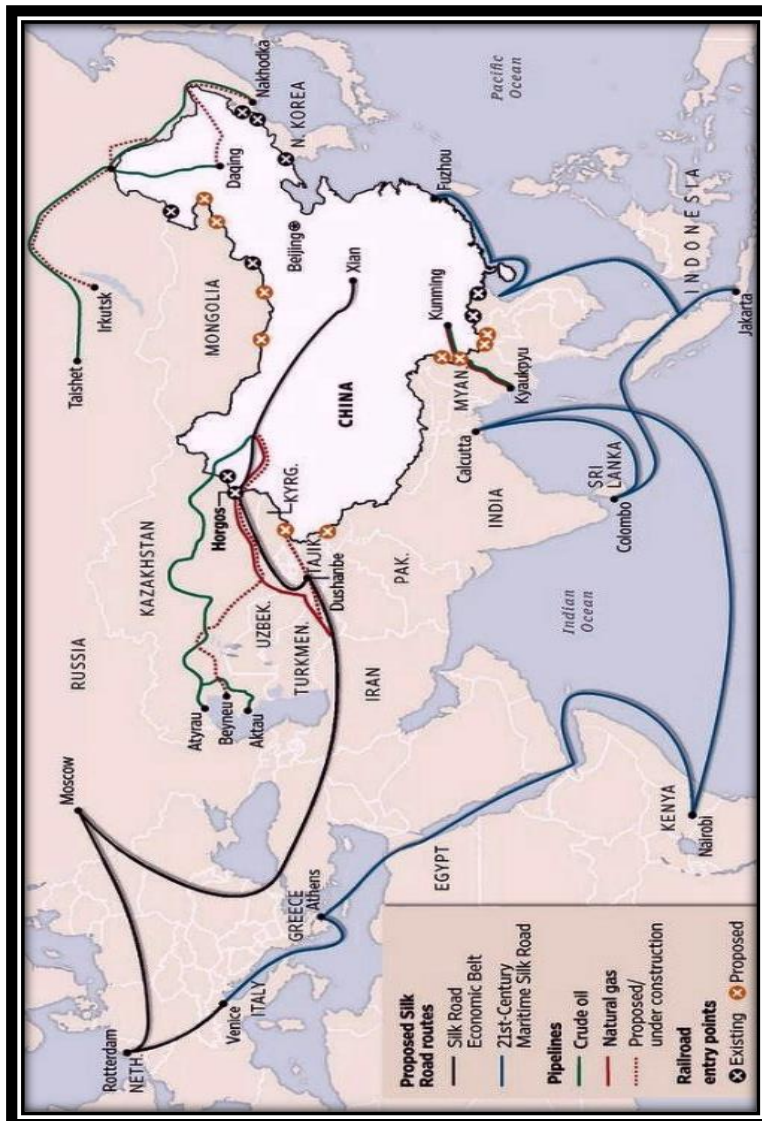 Proposed Silk
Road routes
Silk Road
Economic Belt
21st-Century
Maritime Silk Road
Pipelines
Crude oil
Natural gas
Proposed/
under construction
Railroad
entry points
Existing
Proposed
Rotterdam
NETH.
Venice
ITALY
GREECE
Athens
EGYPT
KENYA
Nairobi
Moscow
RUSSIA
Atyrau
Beyneu
Aktau
KAZAKHSTAN
UZBEK.
TURKMEN.
IRAN
Horgos
KYRG.
TAJIK.
Dushanbe
PAK.
INDIA
Indian
Ocean
Colombo
SRI
LANKA
Calcutta
MYAN.
Kyaukpyu
Kunming
CHINA
Xian
Beijing
MONGOLIA
Taishet
Irkutsk
Daqing
Nakhodka
N. KOREA
Fuzhou
Pacific
Ocean
INDONESIA
Jakarta